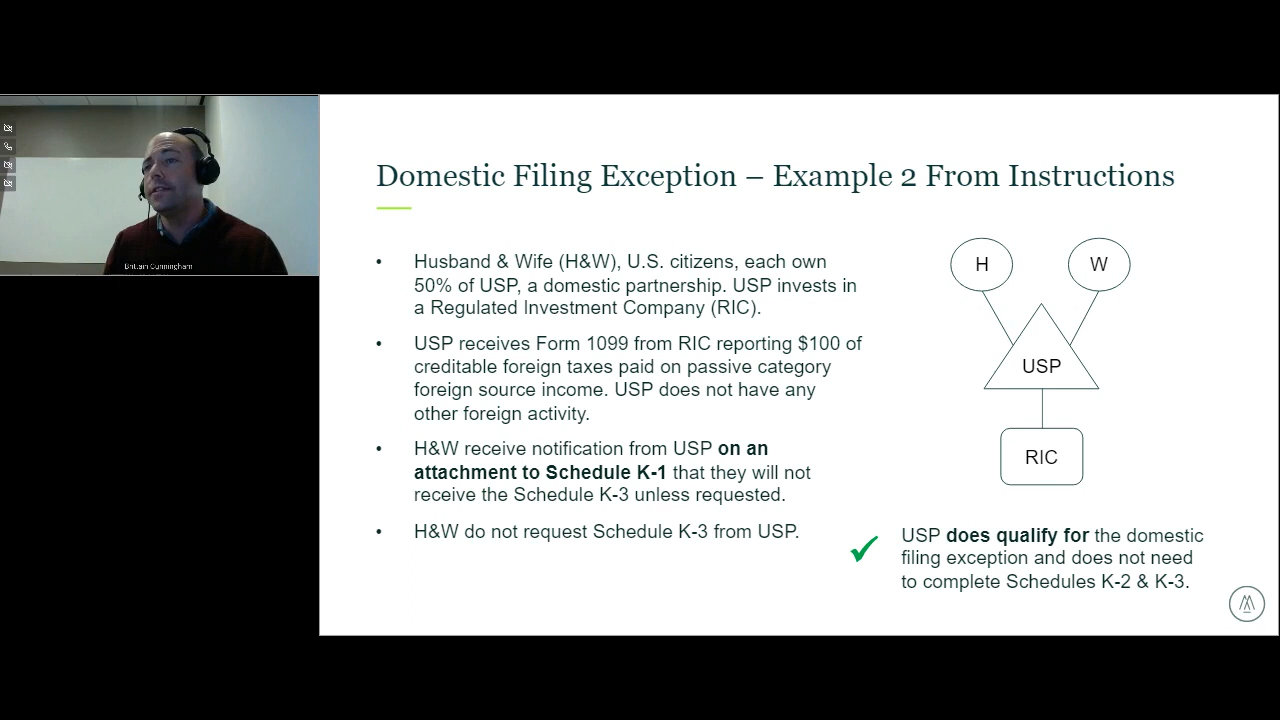 Brittain Cunningham
Domestic Filing Exception – Example 2 From Instructions
• Husband & Wife (H&W), U.S. citizens, each own
50% of USP, a domestic partnership. USP invests in
a Regulated Investment Company (RIC).
• USP receives Form 1099 from RIC reporting $100 of
creditable foreign taxes paid on passive category
foreign source income. USP does not have any
other foreign activity.
• H&W receive notification from USP on an
attachment to Schedule K-1 that they will not
receive the Schedule K-3 unless requested.
• H&W do not request Schedule K-3 from USP.
H
W
USP
RIC
USP does qualify for the domestic
filing exception and does not need
to complete Schedules K-2 & K-3.